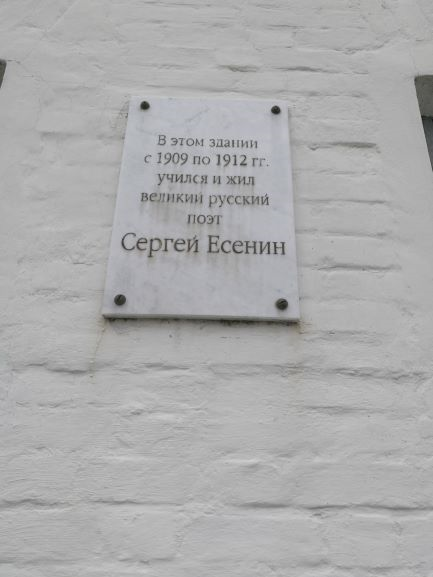 В этом здании
с 1909 по 1912 гг.
учился и жил
великий русский
поэт
Сергей Есенин